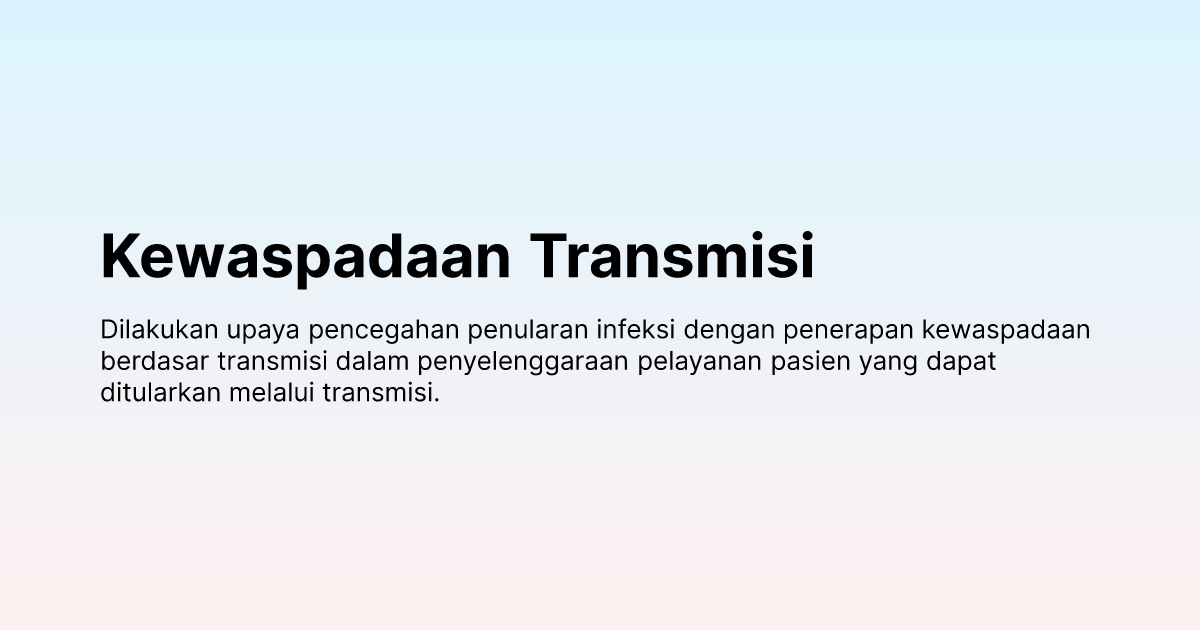 Kewaspadaan Transmisi
Dilakukan upaya pencegahan penularan infeksi dengan penerapan kewaspadaan
berdasar transmisi dalam penyelenggaraan pelayanan pasien yang dapat
ditularkan melalui transmisi.